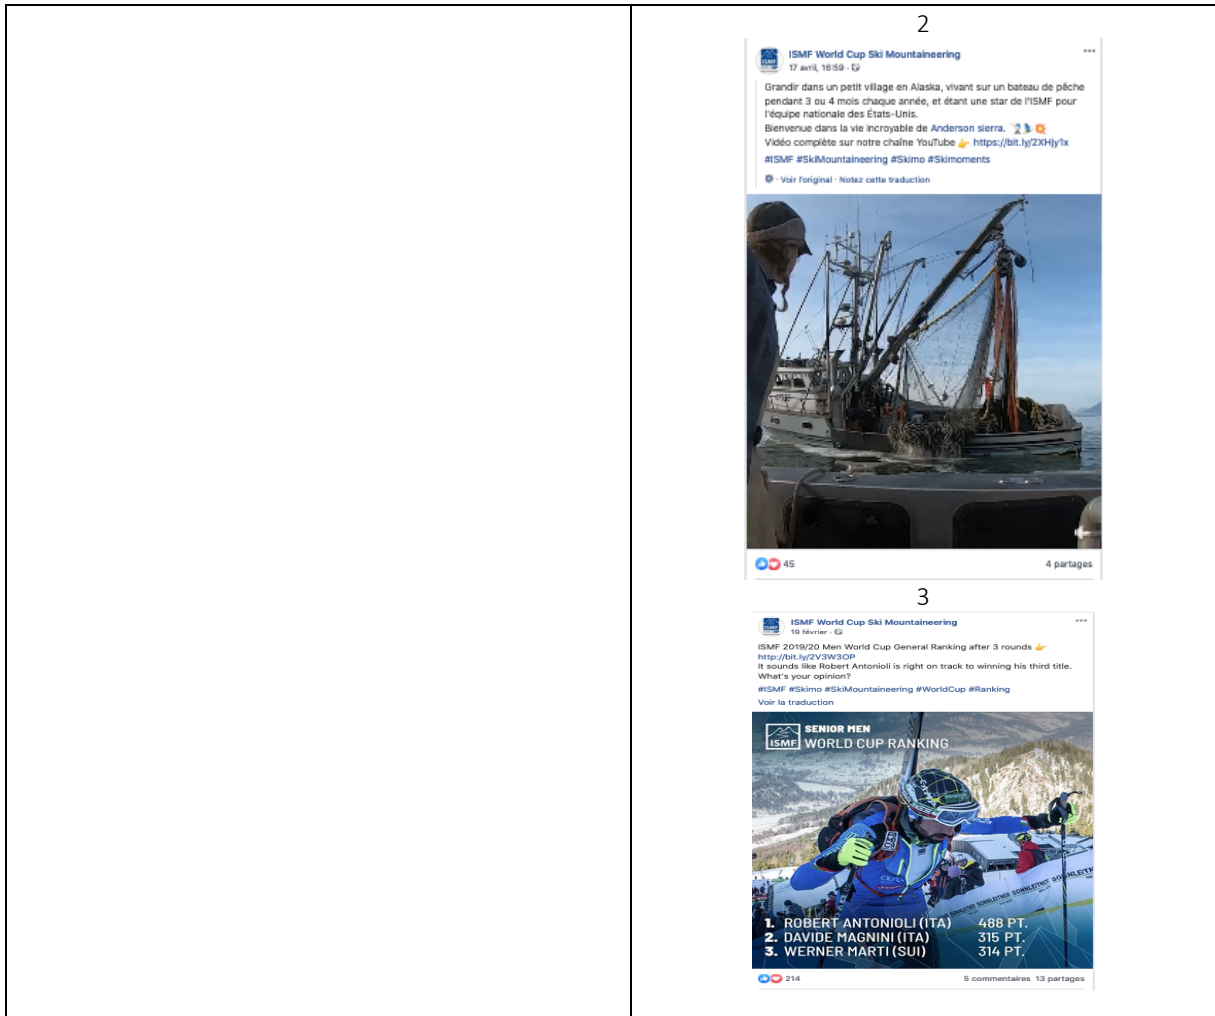 2
ISMF World Cup Ski Mountaineering
17 avril, 16:59
Grandir dans un petit village en Alaska, vivant sur un bateau de pêche
pendant 3 ou 4 mois chaque année, et étant une star de l'ISMF pour
l'équipe nationale des États-Unis.
Bienvenue dans la vie incroyable de Anderson sierra.
Vidéo complète sur notre chaîne YouTube 👉 https://bit.ly/2XHjy1x
#ISMF #SkiMountaineering #Skimo #Skimoments
· Voir l'original · Notez cette traduction
45 4 partages
3
ISMF World Cup Ski Mountaineering
19 février
ISMF 2019/20 Men World Cup General Ranking after 3 rounds 👉
http://bit.ly/2V3W3OP
It sounds like Robert Antonioli is right on track to winning his third title.
What's your opinion?
#ISMF #Skimo #SkiMountaineering #WorldCup #Ranking
Voir la traduction
ISMF
SENIOR MEN
WORLD CUP RANKING
SONNLEITNER SONNLEITNER
1. ROBERT ANTONIOLI (ITA) 488 PT.
2. DAVIDE MAGNINI (ITA) 315 PT.
3. WERNER MARTI (SUI) 314 PT.
214 5 commentaires 13 partages